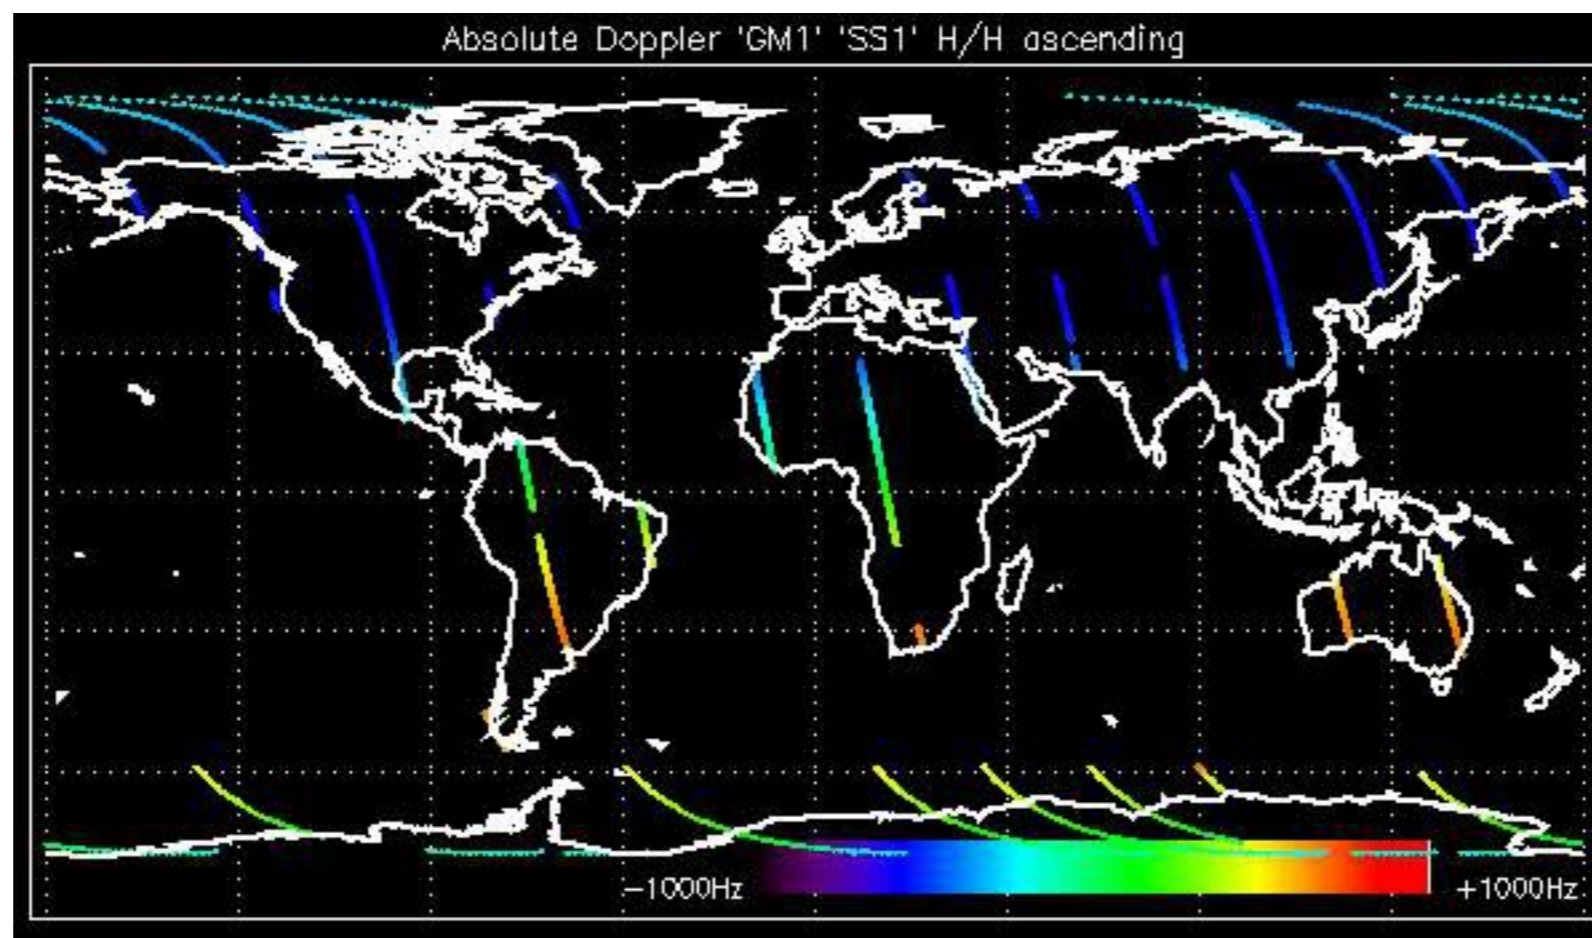 Absolute Doppler 'GM1' 'SS1' H/H ascending
−1000Hz
+1000Hz